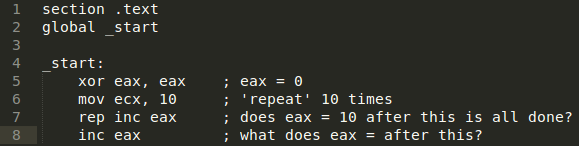 1 section .text
2 global _start
3
4 _start:
5 xor eax, eax ; eax = 0
6 mov ecx, 10 ; 'repeat' 10 times
7 rep inc eax ; does eax = 10 after this is all done?
8 inc eax ; what does eax = after this?